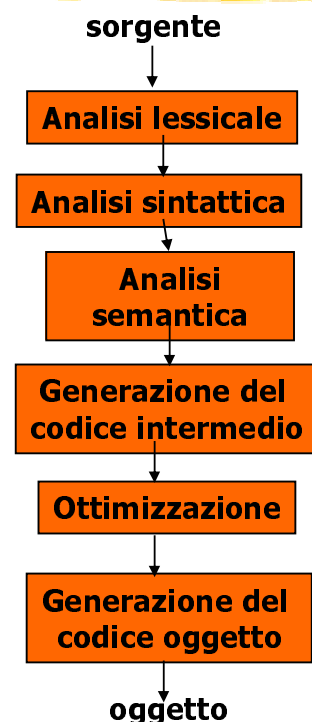 sorgente
Analisi lessicale
Analisi sintattica
Analisi
semantica
Generazione del
codice intermedio
Ottimizzazione
Generazione del
codice oggetto
oggetto